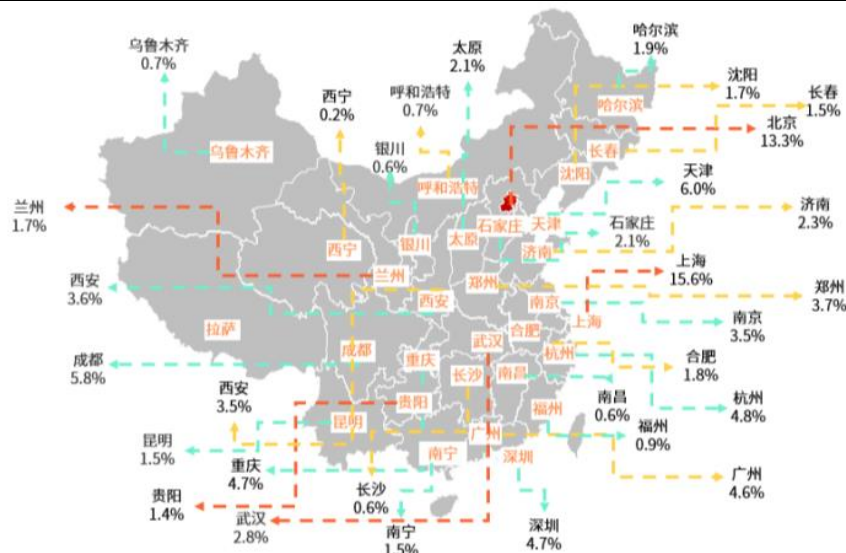 哈尔滨
1.9%
乌鲁木齐
0.7%
太原
2.1%
沈阳
1.7%
西宁
0.2%
呼和浩特
0.7%
长春
1.5%
北京
13.3%
银川
0.6%
哈尔滨
乌鲁木齐
长春
沈阳
天津
6.0%
呼和浩特
兰州
1.7%
济南
2.3%
石家庄
天津
石家庄
2.1%
西宁
银川
太原
济南
上海
15.6%
兰州
西安
3.6%
郑州
郑州
3.7%
西安
南京
上海
南京
3.5%
拉萨
武汉
合肥
成都
杭州
合肥
1.8%
成都
5.8%
重庆
长沙
南昌
西安
3.5%
南昌
0.6%
杭州
4.8%
贵阳
福州
昆明
福州
0.9%
昆明
1.5%
广州
南宁
深圳
重庆
4.7%
广州
4.6%
贵阳
1.4%
长沙
0.6%
武汉
2.8%
南宁
1.5%
深圳
4.7%